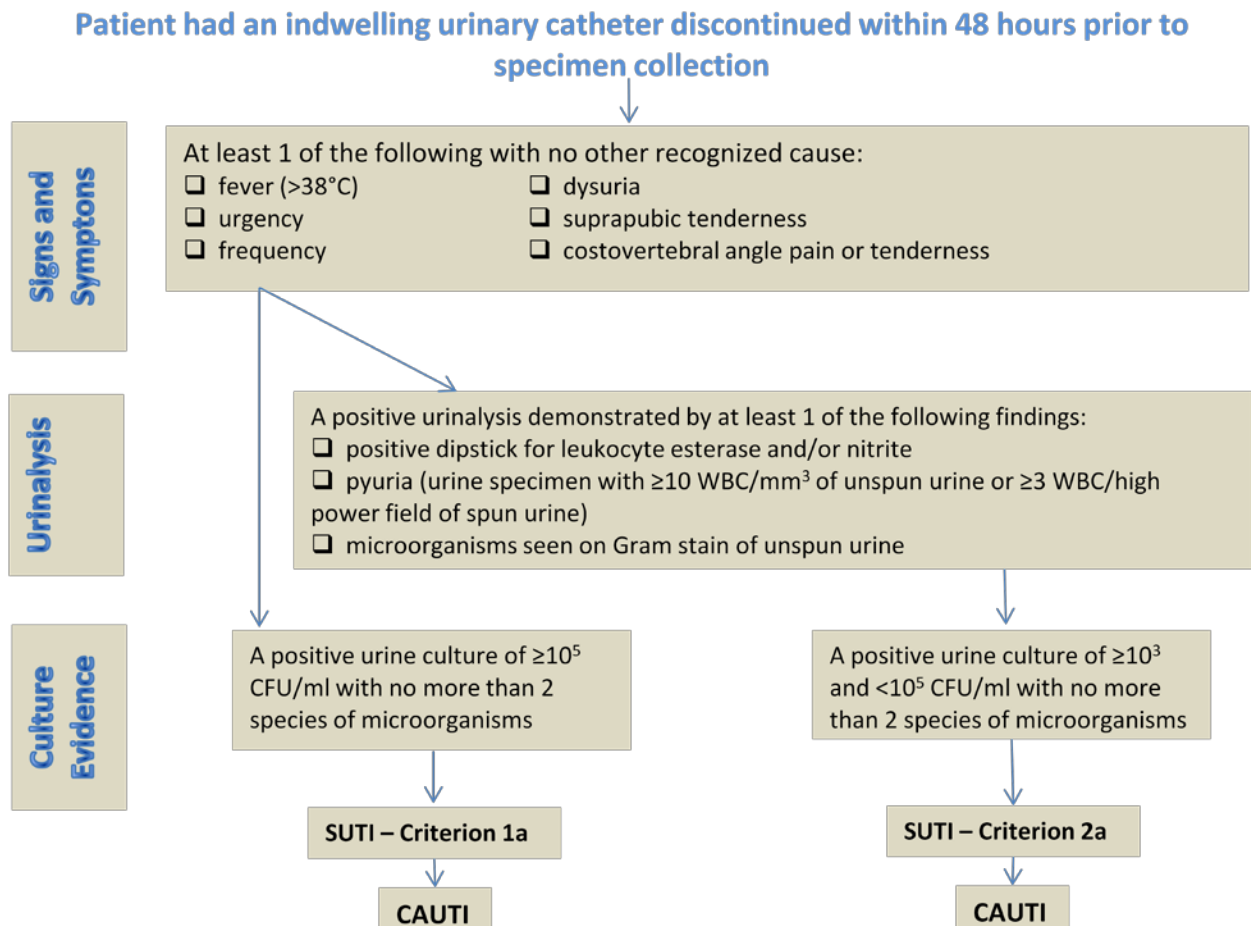 Patient had an indwelling urinary catheter discontinued within 48 hours prior to
specimen collection
Signs and
Symptoms
At least 1 of the following with no other recognized cause:
❑ fever (>38°C)
❑ dysuria
❑ urgency
❑ suprapubic tenderness
❑ frequency
❑ costovertebral angle pain or tenderness
Urinalysis
A positive urinalysis demonstrated by at least 1 of the following findings:
❑ positive dipstick for leukocyte esterase and/or nitrite
❑ pyuria (urine specimen with ≥10 WBC/mm³ of unspun urine or ≥3 WBC/high
power field of spun urine)
❑ microorganisms seen on Gram stain of unspun urine
Culture
Evidence
A positive urine culture of ≥10⁵
CFU/ml with no more than 2
species of microorganisms
A positive urine culture of ≥10³
and <10⁵ CFU/ml with no more
than 2 species of microorganisms
SUTI – Criterion 1a
SUTI – Criterion 2a
CAUTI
CAUTI